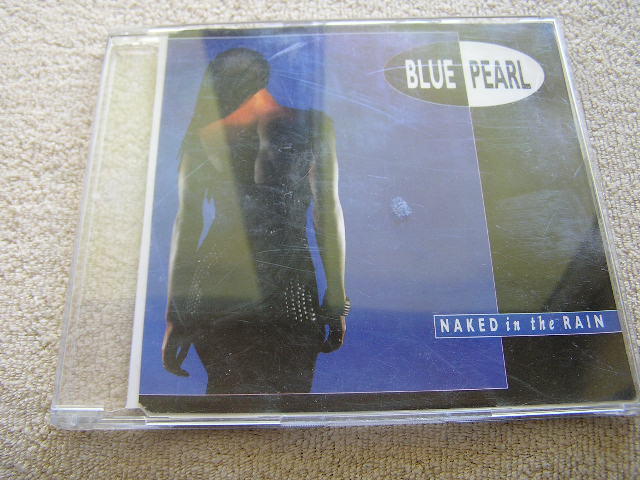 BLUE PEARL
NAKED in the RAIN